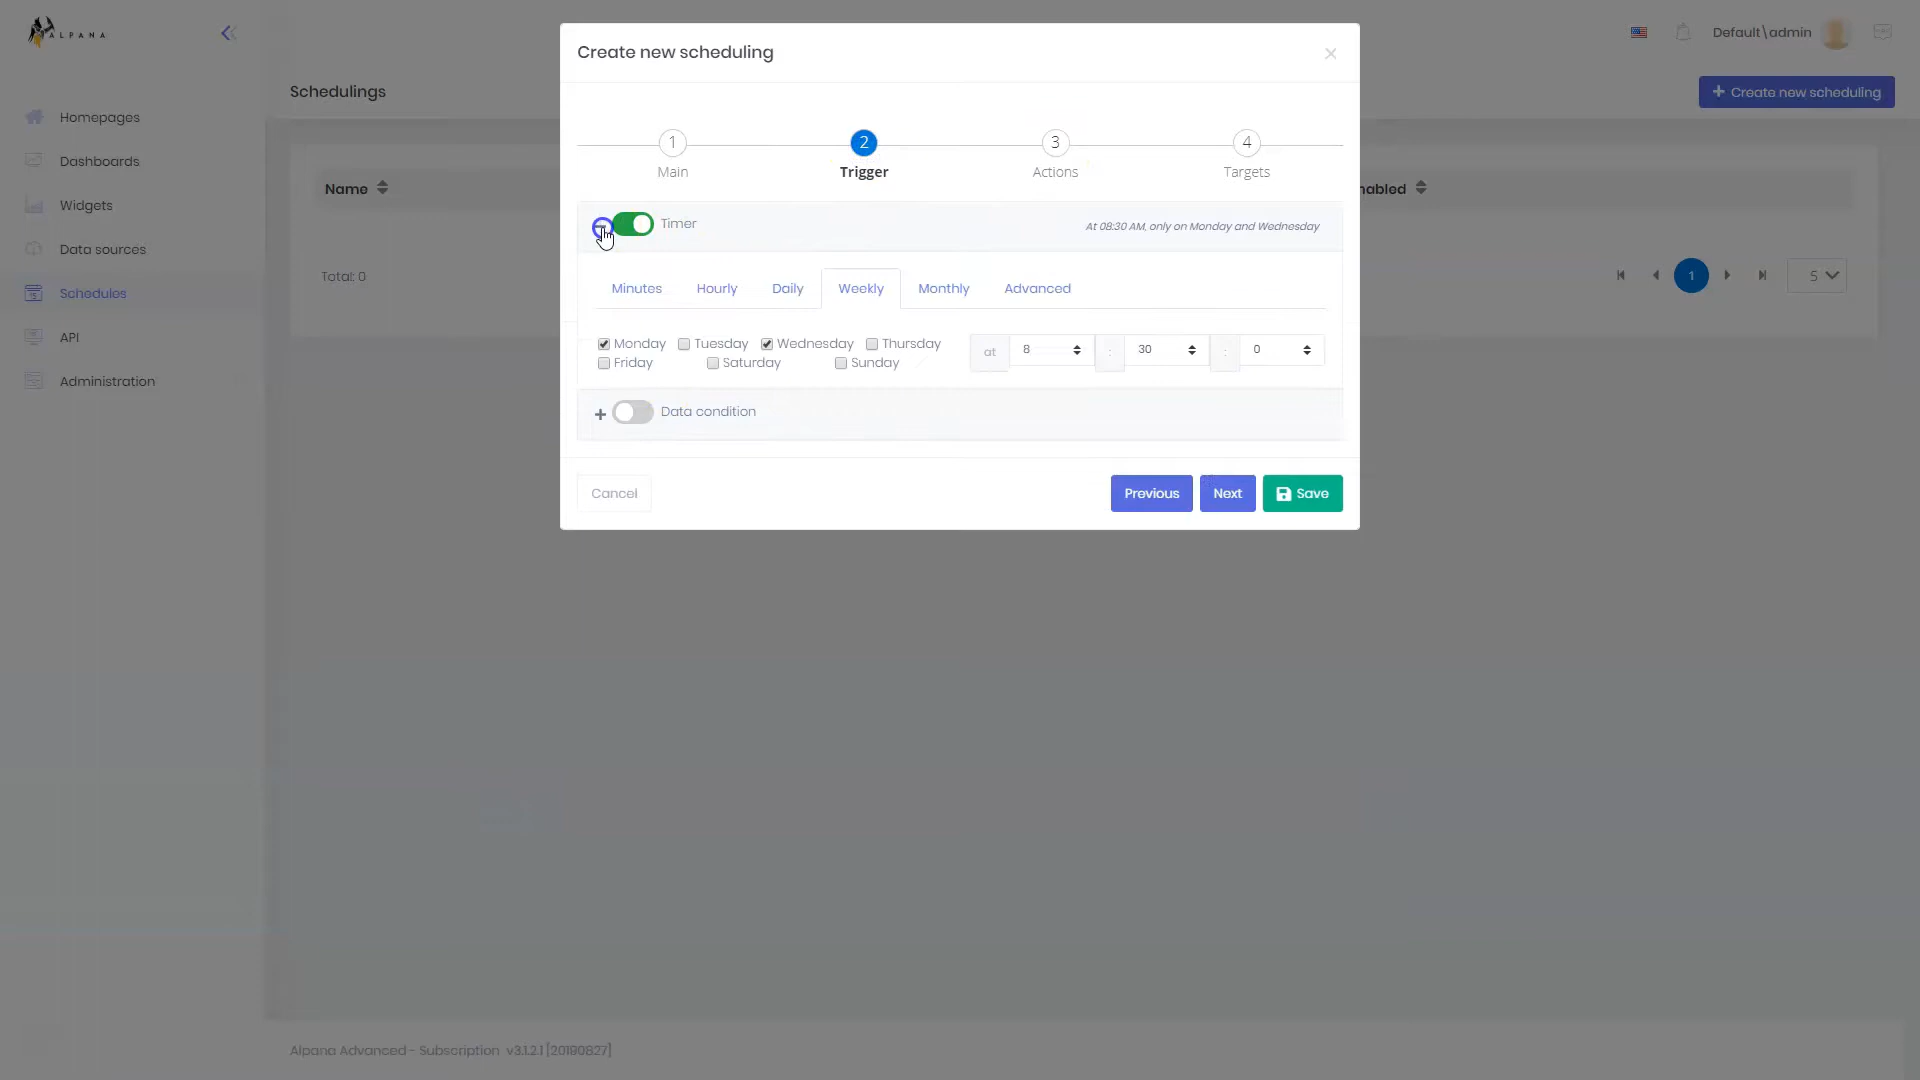 ALPANA
Homepages
Dashboards
Widgets
Data sources
Schedules
API
Administration
Schedulings
Default\admin
Create new scheduling
Name
nabled
Total: 0
1
5
Create new scheduling
1
2
3
4
Main
Trigger
Actions
Targets
Timer
At 08:30 AM, only on Monday and Wednesday
Minutes Hourly Daily Weekly Monthly Advanced
Monday Tuesday Wednesday Thursday
Friday Saturday Sunday
at 8 : 30 : 0
Data condition
Cancel
Previous
Next
Save
Alpana Advanced - Subscription v3.1.2.1 [20190827]